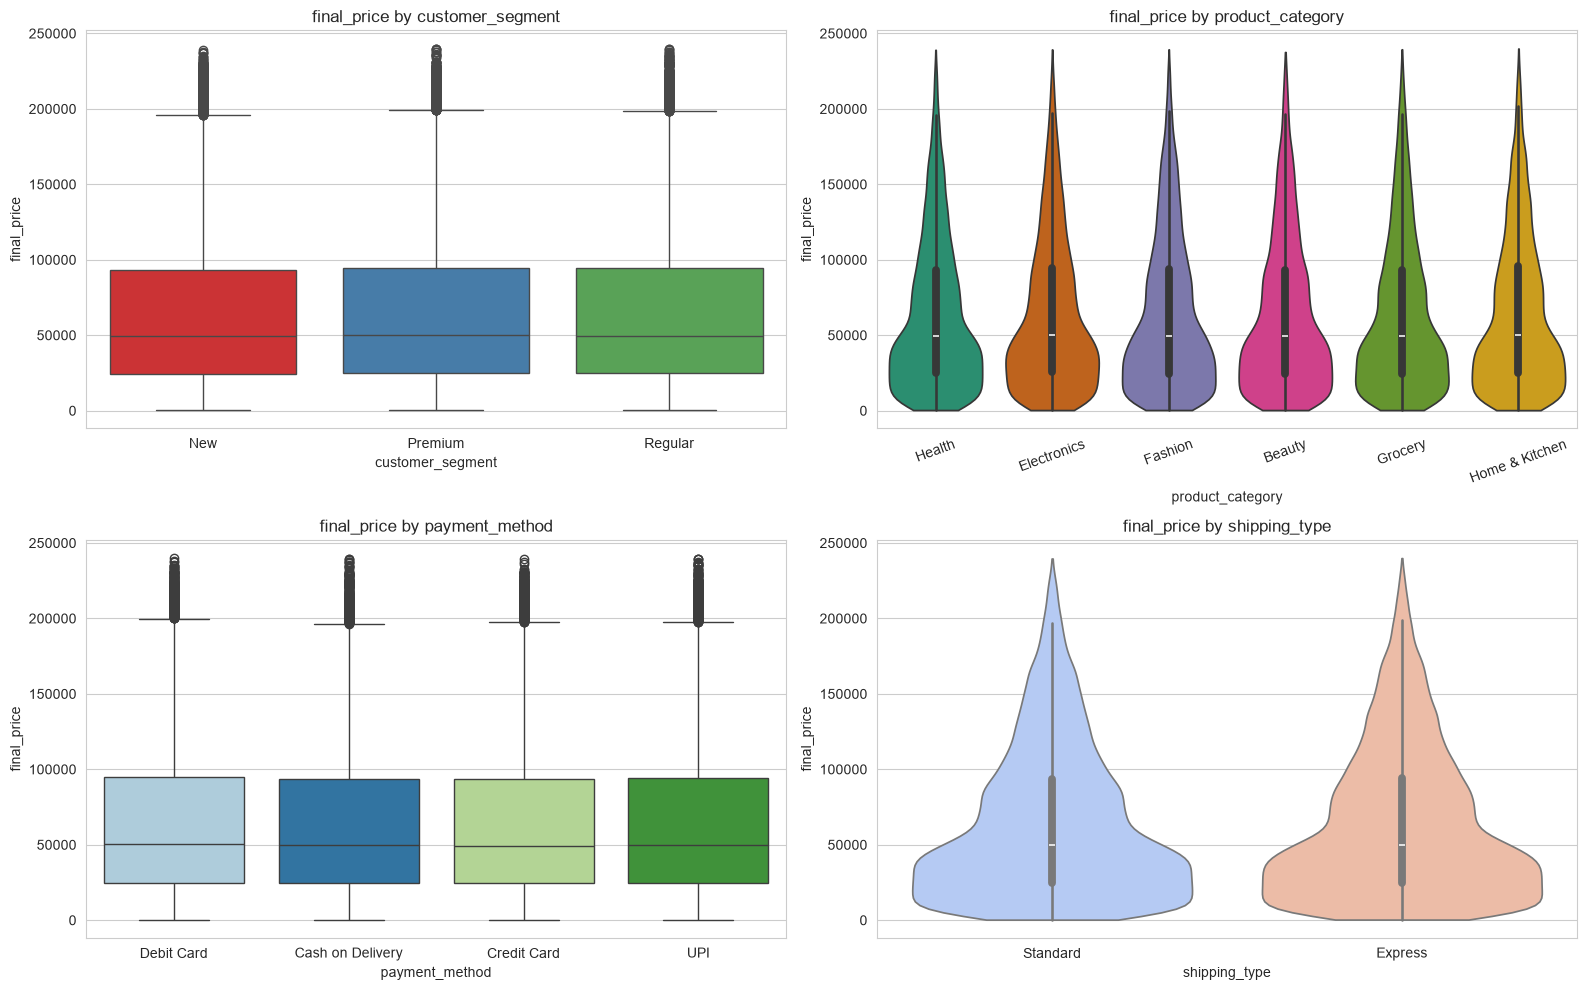 final_price by customer_segment
250000
200000
150000
100000
50000
0
final_price
New Premium Regular
customer_segment
final_price by product_category
250000
200000
150000
100000
50000
0
final_price
Health Electronics Fashion Beauty Grocery Home & Kitchen
product_category
final_price by payment_method
250000
200000
150000
100000
50000
0
final_price
Debit Card Cash on Delivery Credit Card UPI
payment_method
final_price by shipping_type
250000
200000
150000
100000
50000
0
final_price
Standard Express
shipping_type